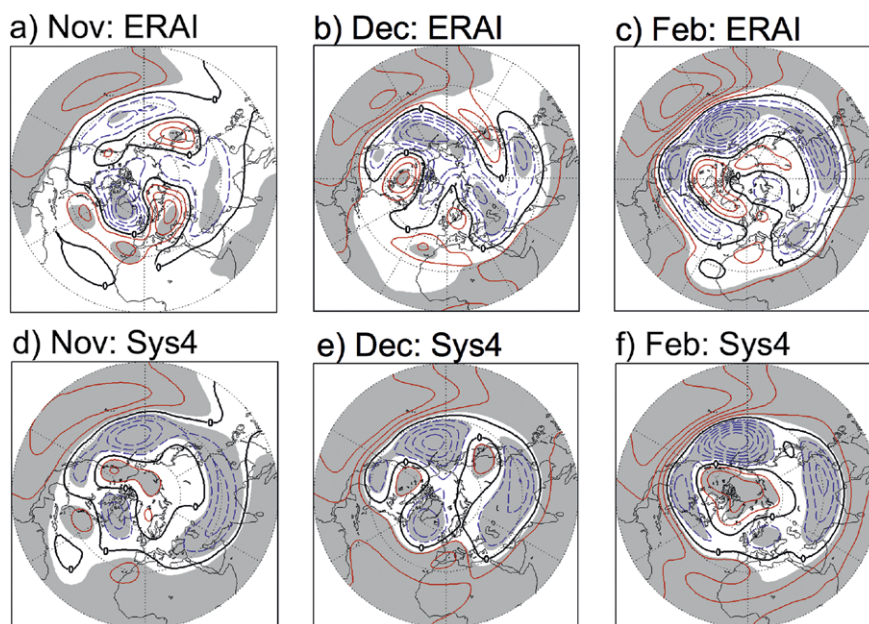 a) Nov: ERAI
b) Dec: ERAI
c) Feb: ERAI
d) Nov: Sys4
e) Dec: Sys4
f) Feb: Sys4